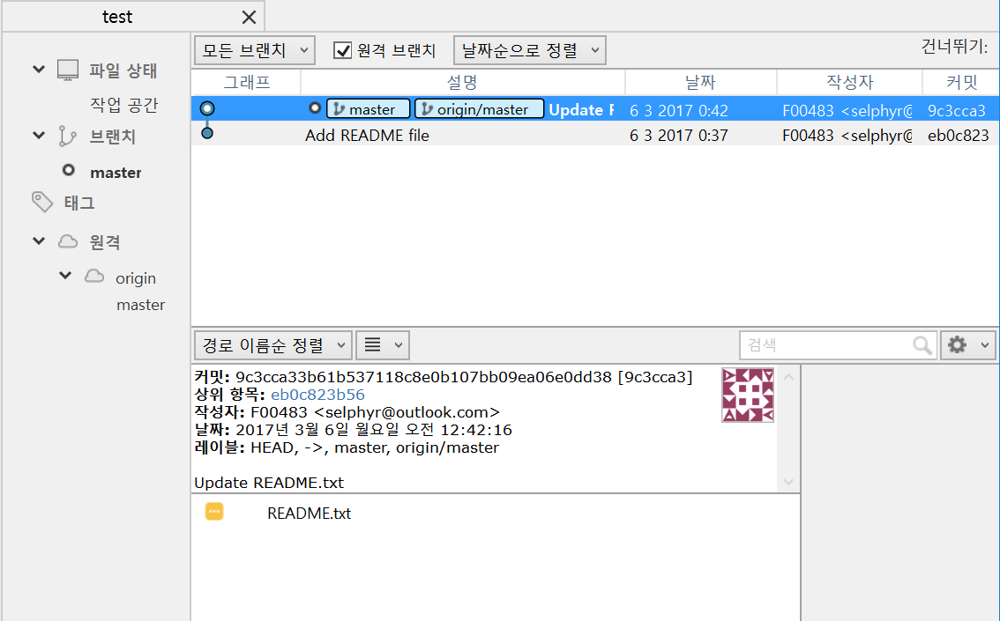 test
파일 상태
작업 공간
브랜치
master
태그
원격
origin
master
모든 브랜치 원격 브랜치 날짜순으로 정렬 건너뛰기:
그래프 설명 날짜 작성자 커밋
master origin/master Update 6 3 2017 0:42 F00483 <selphyr@ 9c3cca3
Add README file 6 3 2017 0:37 F00483 <selphyr@ eb0c823
경로 이름순 정렬 검색
커밋: 9c3cca33b61b537118c8e0b107bb09ea06e0dd38 [9c3cca3]
상위 항목: eb0c823b56
작성자: F00483 <selphyr@outlook.com>
날짜: 2017년 3월 6일 월요일 오전 12:42:16
레이블: HEAD, ->, master, origin/master
Update README.txt
README.txt